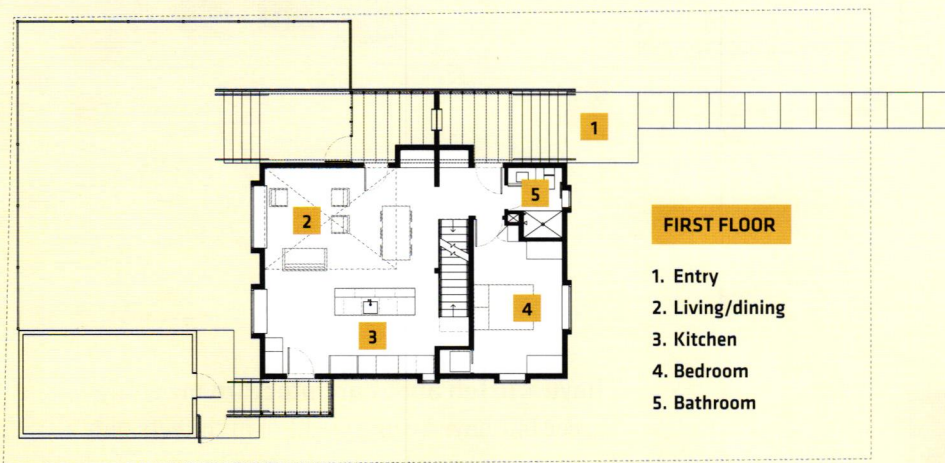 1
2
3
4
5
FIRST FLOOR
1. Entry
2. Living/dining
3. Kitchen
4. Bedroom
5. Bathroom